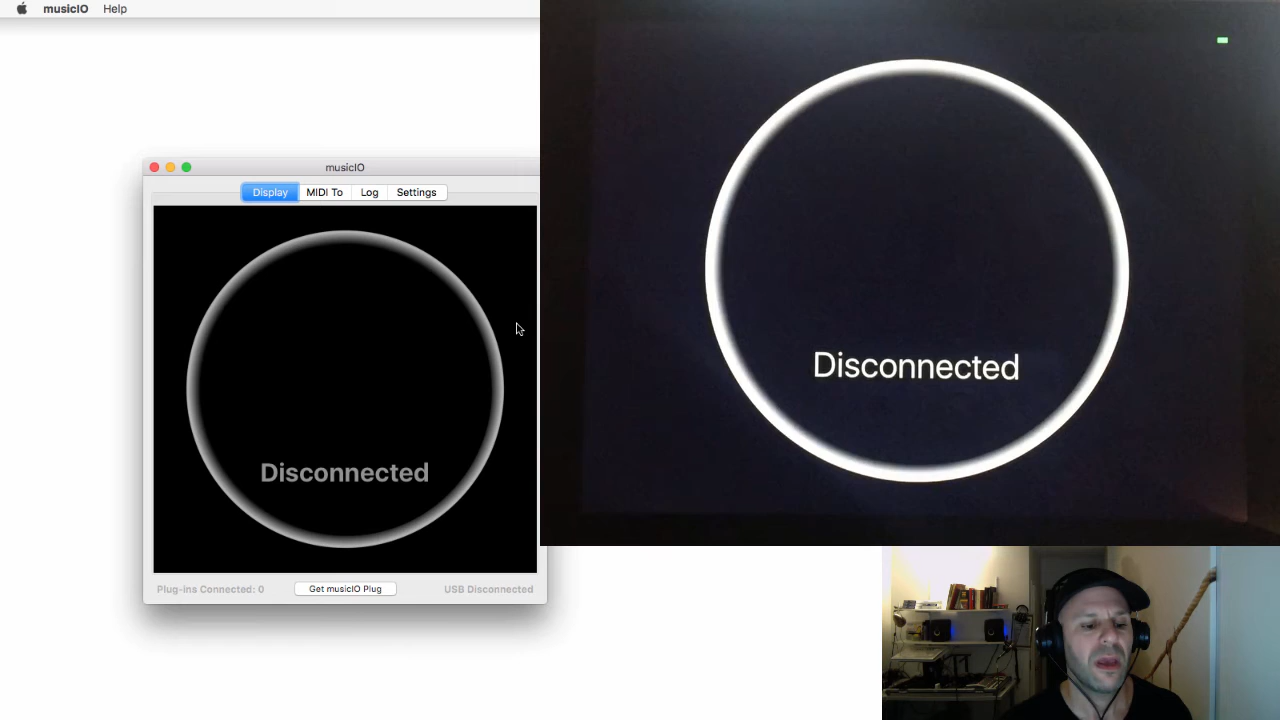 musicIO Help
musicIO
Display MIDI To Log Settings
Disconnected
Plug-ins Connected: 0 Get musicIO Plug USB Disconnected
Disconnected